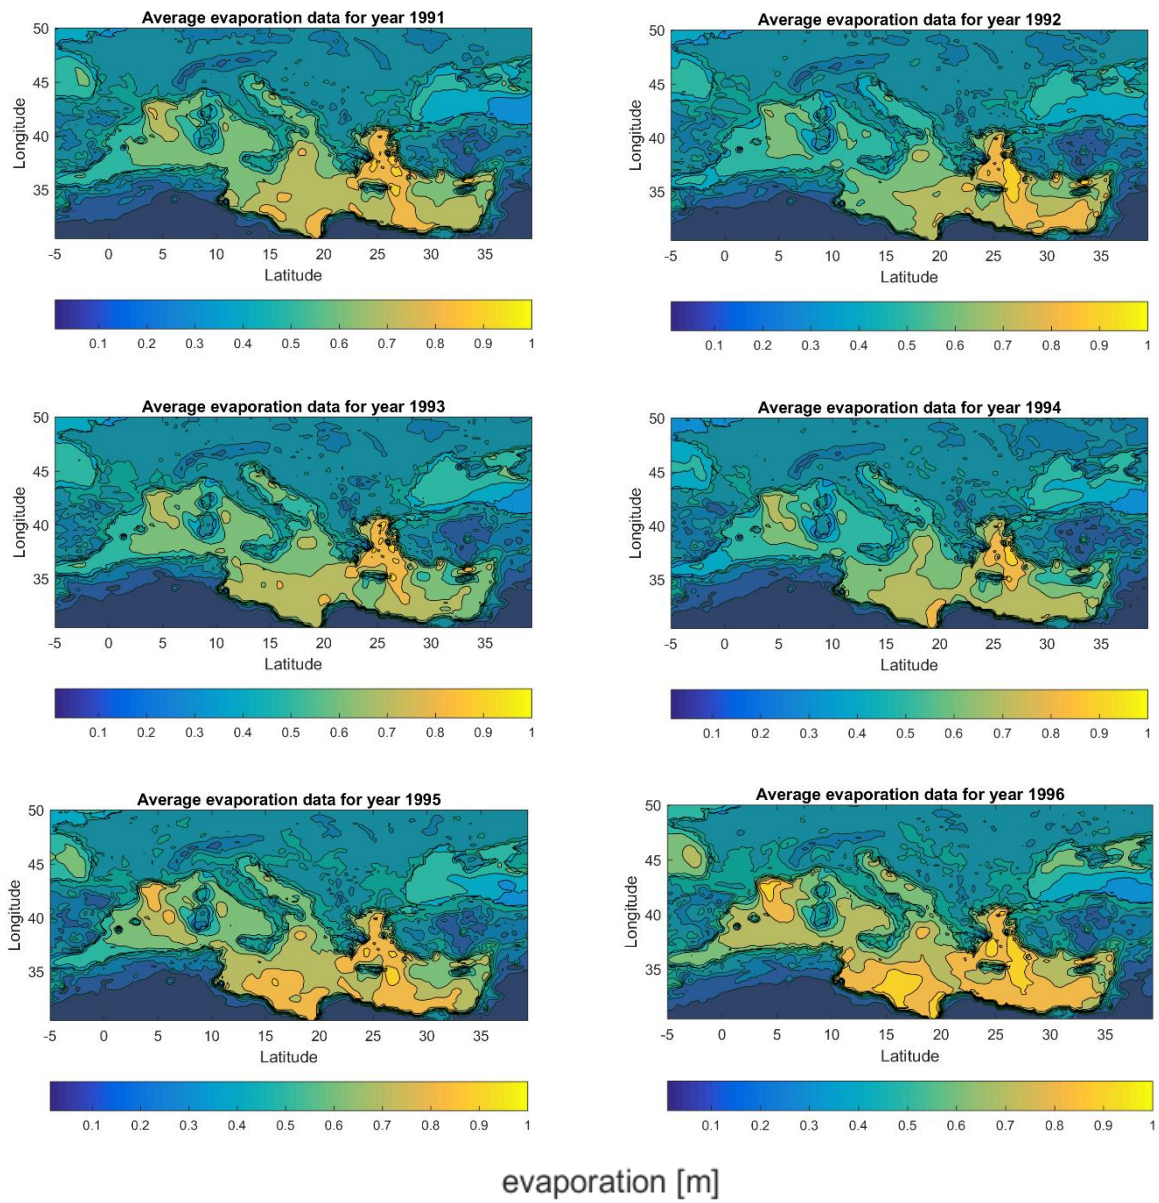 Average evaporation data for year 1991
50
45
40
35
Longitude
-5 0 5 10 15 20 25 30 35
Latitude
0.1 0.2 0.3 0.4 0.5 0.6 0.7 0.8 0.9 1
Average evaporation data for year 1992
50
45
40
35
Longitude
-5 0 5 10 15 20 25 30 35
Latitude
0.1 0.2 0.3 0.4 0.5 0.6 0.7 0.8 0.9 1
Average evaporation data for year 1993
50
45
40
35
Longitude
-5 0 5 10 15 20 25 30 35
Latitude
0.1 0.2 0.3 0.4 0.5 0.6 0.7 0.8 0.9 1
Average evaporation data for year 1994
50
45
40
35
Longitude
-5 0 5 10 15 20 25 30 35
Latitude
0.1 0.2 0.3 0.4 0.5 0.6 0.7 0.8 0.9 1
Average evaporation data for year 1995
50
45
40
35
Longitude
-5 0 5 10 15 20 25 30 35
Latitude
0.1 0.2 0.3 0.4 0.5 0.6 0.7 0.8 0.9 1
Average evaporation data for year 1996
50
45
40
35
Longitude
-5 0 5 10 15 20 25 30 35
Latitude
0.1 0.2 0.3 0.4 0.5 0.6 0.7 0.8 0.9 1
evaporation [m]